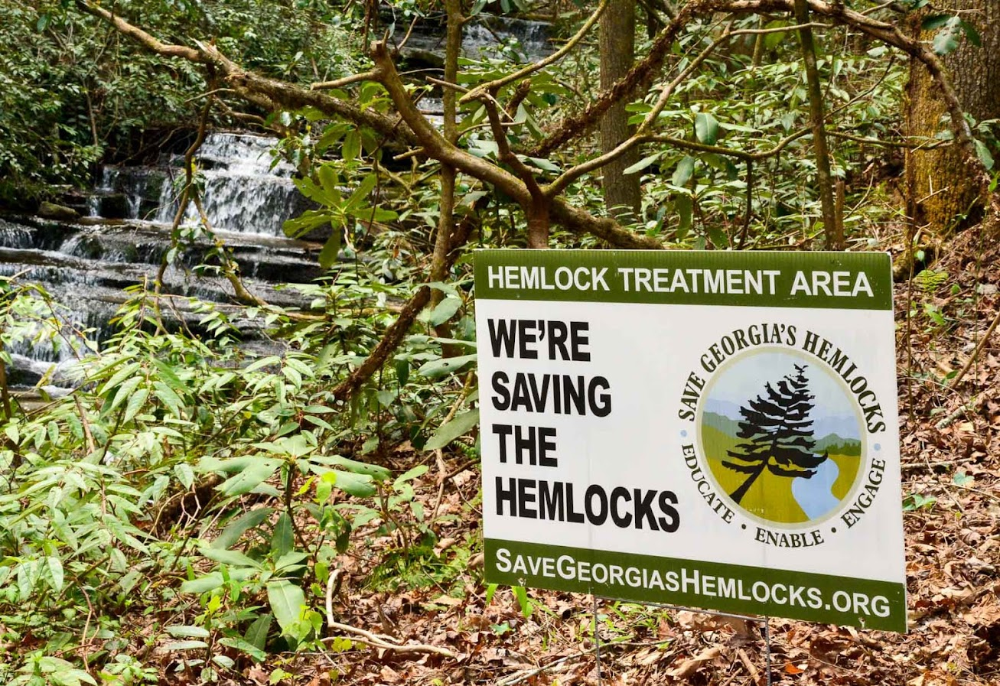 HEMLOCK TREATMENT AREA
WE'RE
SAVING
THE
HEMLOCKS
SAVE GEORGIA'S HEMLOCKS
EDUCATE • ENABLE • ENGAGE
SAVEGEORGIASHEMLOCKS.ORG